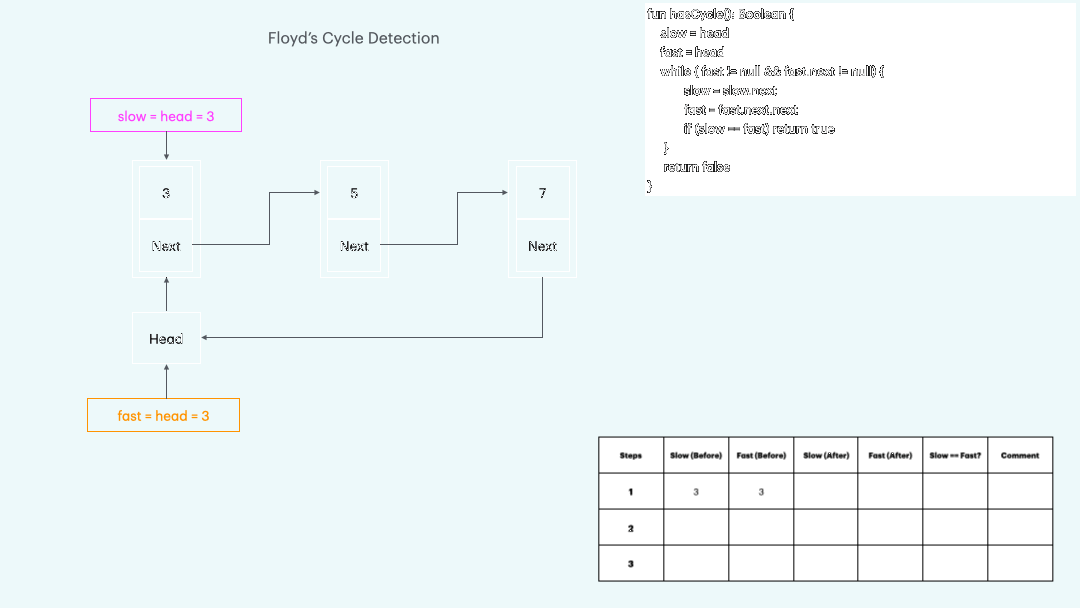 Floyd's Cycle Detection
fun hasCycle(): Boolean {
slow = head
fast = head
while ( fast != null && fast.next != null) {
slow = slow.next
fast = fast.next.next
if (slow == fast) return true
}
return false
}
slow = head = 3
3
5
7
Next
Next
Next
Head
fast = head = 3
Steps Slow (Before) Fast (Before) Slow (After) Fast (After) Slow == Fast? Comment
1 3 3
2
3